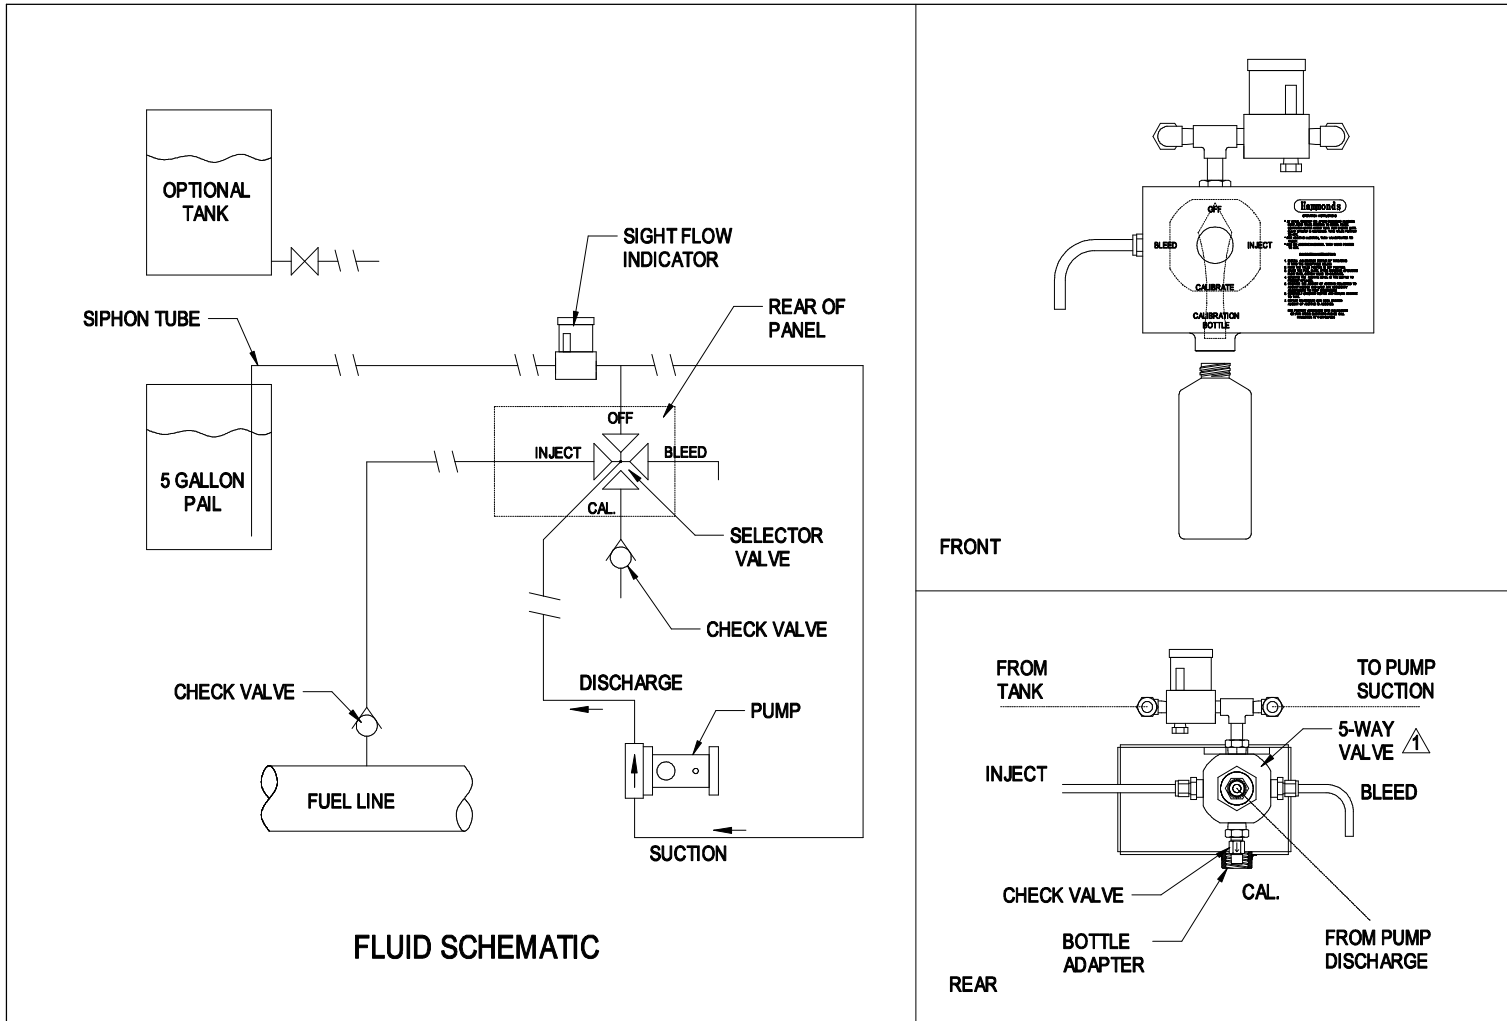 OPTIONAL
TANK
SIGHT FLOW
INDICATOR
SIPHON TUBE
REAR OF
PANEL
OFF
INJECT
BLEED
5 GALLON
PAIL
CAL.
SELECTOR
VALVE
CHECK VALVE
DISCHARGE
CHECK VALVE
PUMP
FUEL LINE
SUCTION
FLUID SCHEMATIC
Hammonds
OFF
BLEED
INJECT
CALIBRATE
CALIBRATION
BOTTLE
FRONT
FROM
TANK
TO PUMP
SUCTION
5-WAY
VALVE
1
INJECT
BLEED
CHECK VALVE
CAL.
BOTTLE
ADAPTER
FROM PUMP
DISCHARGE
REAR